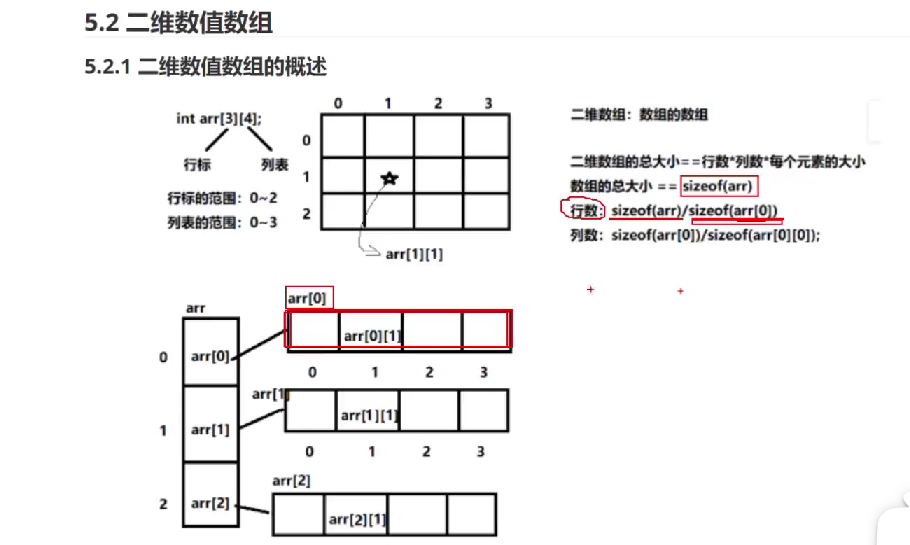 5.2 二维数值数组
5.2.1 二维数值数组的概述
int arr[3][4];
行标 列表
行标的范围：0~2
列表的范围：0~3
0 1 2 3
0
1
2
arr[1][1]
二维数组：数组的数组
二维数组的总大小==行数*列数*每个元素的大小
数组的总大小 == sizeof(arr)
行数：sizeof(arr)/sizeof(arr[0])
列数：sizeof(arr[0])/sizeof(arr[0][0]);
arr
0 arr[0]
1 arr[1]
2 arr[2]
arr[0]
arr[0][1]
0 1 2 3
arr[1]
arr[1][1]
0 1 2 3
arr[2]
arr[2][1]